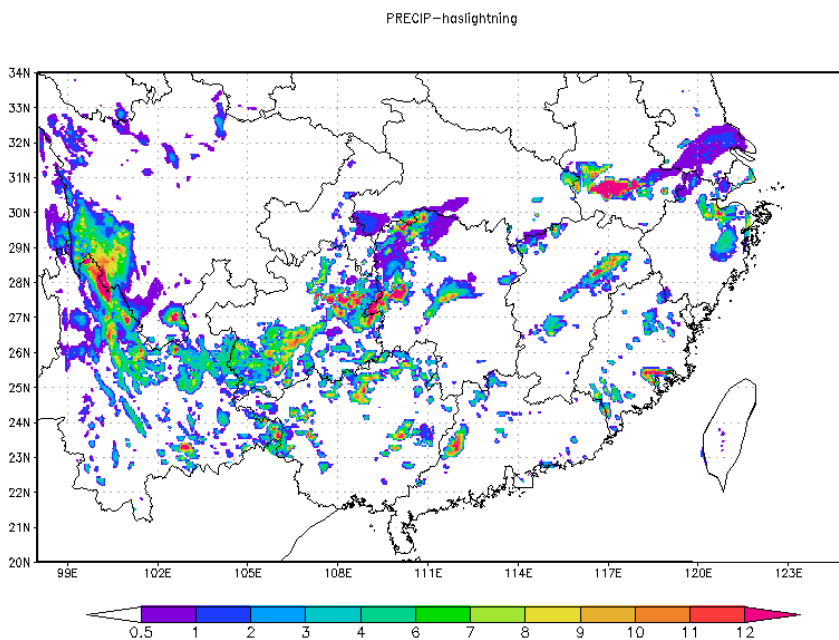 PRECIP-haslightning
34N
33N
32N
31N
30N
29N
28N
27N
26N
25N
24N
23N
22N
21N
20N
99E 102E 105E 108E 111E 114E 117E 120E 123E
0.5 1 2 3 4 6 7 8 9 10 11 12